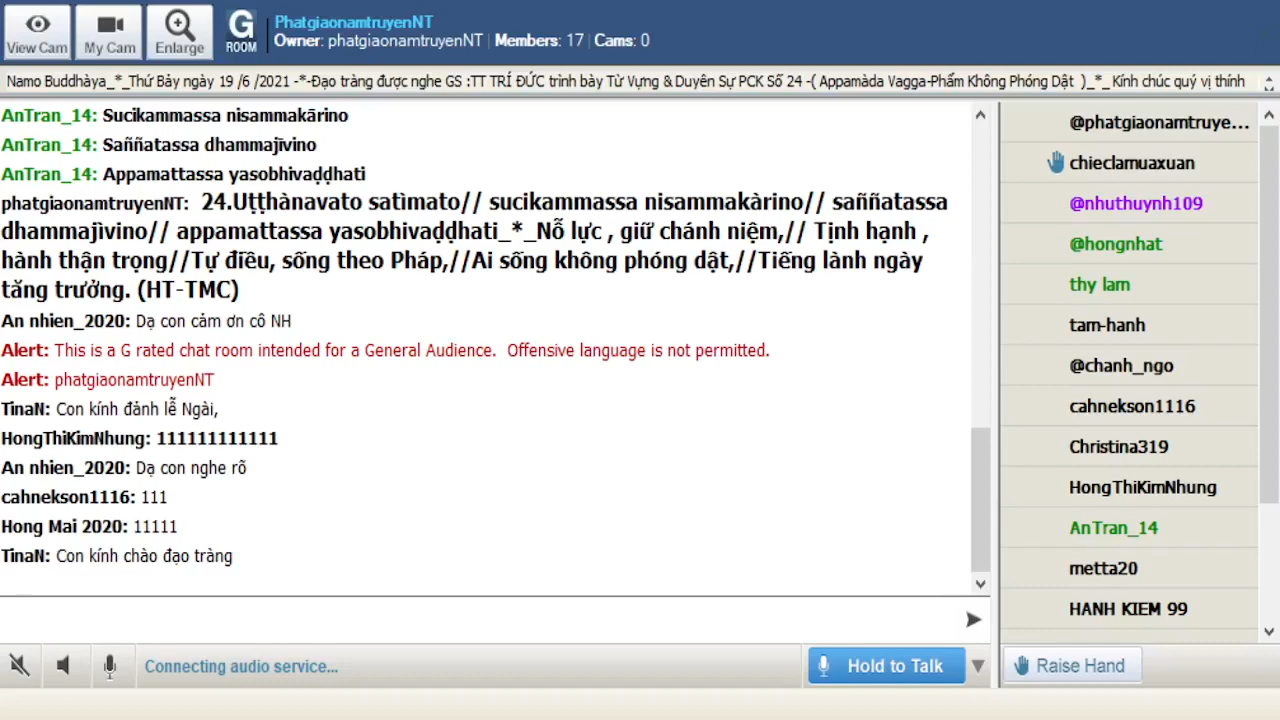 View Cam
My Cam
Enlarge
G
ROOM
PhatgiaonamtruyenNT
Owner: phatgiaonamtruyenNT | Members: 17 | Cams: 0
Namo Buddhàya_*_Thứ Bảy ngày 19 /6 /2021 -*-Đạo tràng được nghe GS :TT TRÍ ĐỨC trình bày Từ Vựng & Duyên Sự PCK Số 24 -( Appamàda Vagga-Phẩm Không Phóng Dật )_*_Kính chúc quý vị thính
AnTran_14: Sucikammassa nisammakārino
AnTran_14: Saññatassa dhammajīvino
AnTran_14: Appamattassa yasobhivaḍḍhati
phatgiaonamtruyenNT: 24.Uṭṭhànavato satìmato// sucikammassa nisammakàrino// saññatassa
dhammajìvino// appamattassa yasobhivaḍḍhati_*_Nỗ lực , giữ chánh niệm,// Tịnh hạnh ,
hành thận trọng//Tự điều, sống theo Pháp,//Ai sống không phóng dật,//Tiếng lành ngày
tăng trưởng. (HT-TMC)
An nhien_2020: Dạ con cảm ơn cô NH
Alert: This is a G rated chat room intended for a General Audience. Offensive language is not permitted.
Alert: phatgiaonamtruyenNT
TinaN: Con kính đảnh lễ Ngài,
HongThiKimNhung: 111111111111
An nhien_2020: Dạ con nghe rõ
cahnekson1116: 111
Hong Mai 2020: 11111
TinaN: Con kính chào đạo tràng
@phatgiaonamtruye...
chieclamuaxuan
@nhuthuynh109
@hongnhat
thy lam
tam-hanh
@chanh_ngo
cahnekson1116
Christina319
HongThiKimNhung
AnTran_14
metta20
HANH KIEM 99
Connecting audio service...
Hold to Talk
Raise Hand